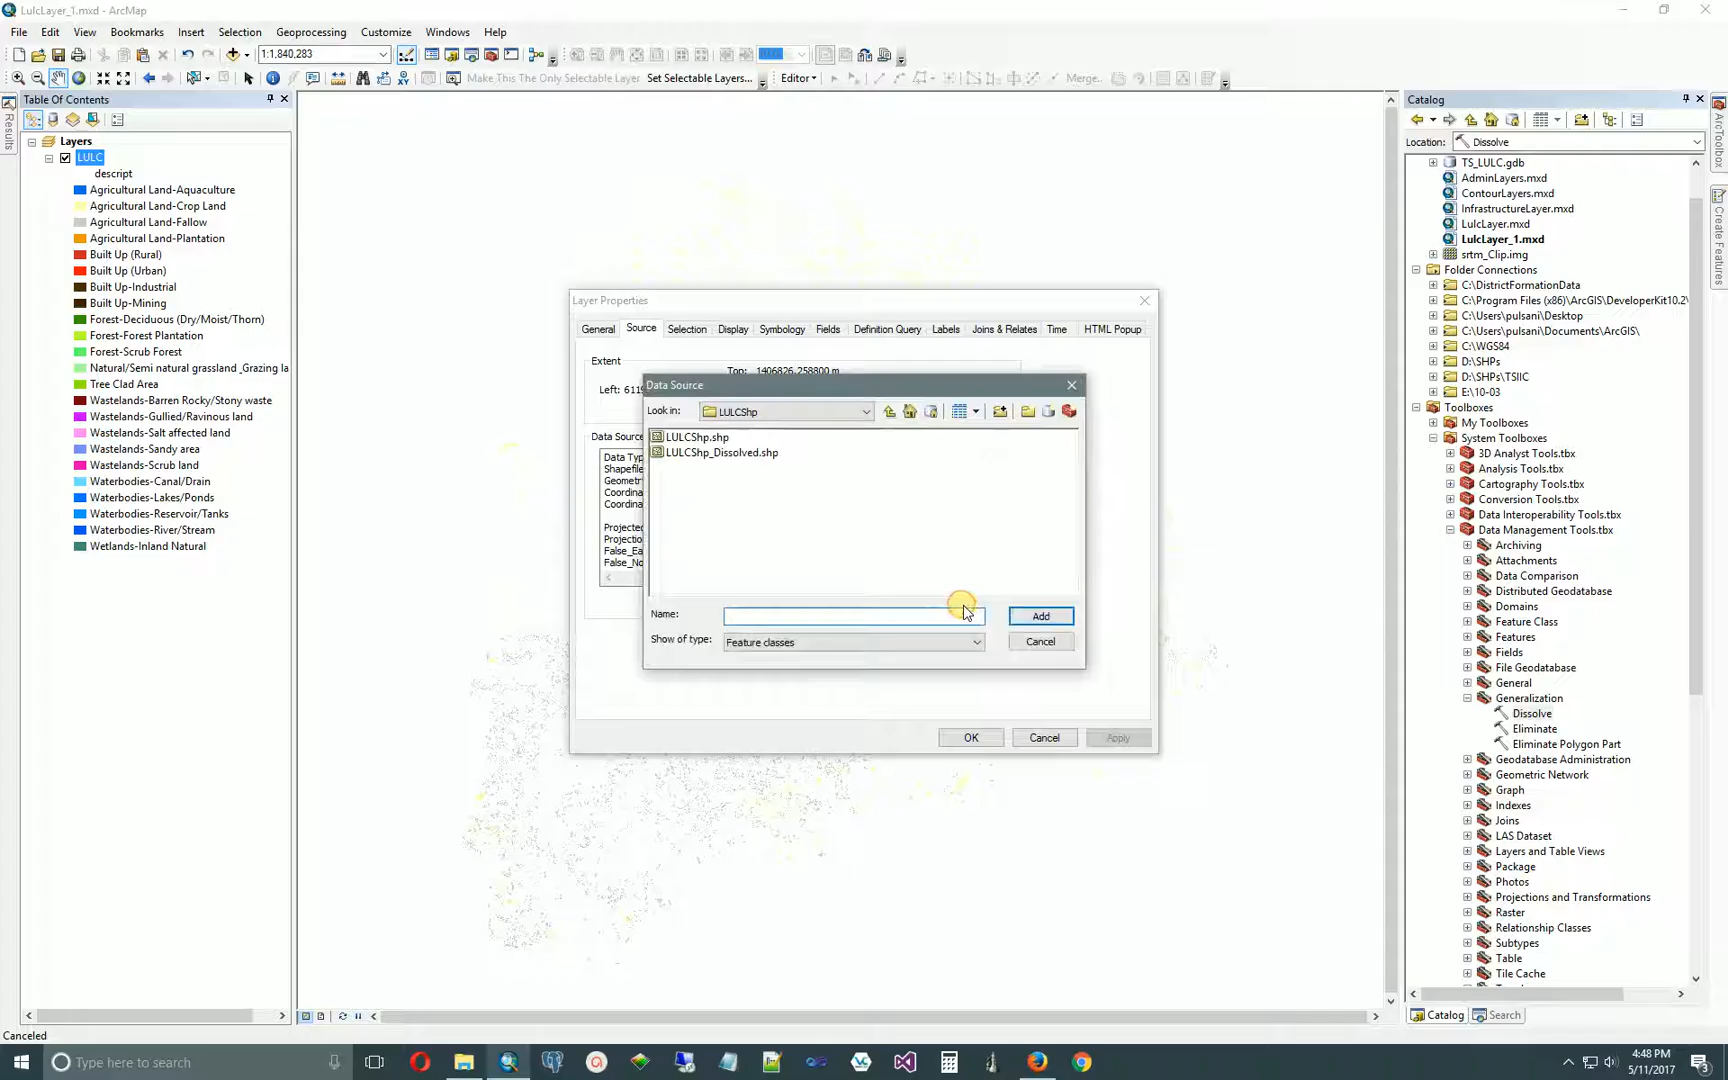 LulcLayer_1.mxd - ArcMap
File Edit View Bookmarks Insert Selection Geoprocessing Customize Windows Help
1:1,840,283
Make This The Only Selectable Layer Set Selectable Layers... Editor Merge...
Table Of Contents
Results
Layers
LULC
descript
Agricultural Land-Aquaculture
Agricultural Land-Crop Land
Agricultural Land-Fallow
Agricultural Land-Plantation
Built Up (Rural)
Built Up (Urban)
Built Up-Industrial
Built Up-Mining
Forest-Deciduous (Dry/Moist/Thorn)
Forest-Forest Plantation
Forest-Scrub Forest
Natural/Semi natural grassland _Grazing la
Tree Clad Area
Wastelands-Barren Rocky/Stony waste
Wastelands-Gullied/Ravinous land
Wastelands-Salt affected land
Wastelands-Sandy area
Wastelands-Scrub land
Waterbodies-Canal/Drain
Waterbodies-Lakes/Ponds
Waterbodies-Reservoir/Tanks
Waterbodies-River/Stream
Wetlands-Inland Natural
Layer Properties
General Source Selection Display Symbology Fields Definition Query Labels Joins & Relates Time HTML Popup
Extent
Top: 1406826.258800 m
Left: 6119
Data Source
Data Typ
Shapefile
Geometr
Coordina
Coordina
Projected
Projectio
False_Ea
False_No
OK Cancel Apply
Data Source
Look in: LULCShp
LULCShp.shp
LULCShp_Dissolved.shp
Name: Add
Show of type: Feature classes Cancel
Catalog
Location: Dissolve
TS_LULC.gdb
AdminLayers.mxd
ContourLayers.mxd
InfrastructureLayer.mxd
LulcLayer.mxd
LulcLayer_1.mxd
srtm_Clip.img
Folder Connections
C:\DistrictFormationData
C:\Program Files (x86)\ArcGIS\DeveloperKit10.2\
C:\Users\pulsani\Desktop
C:\Users\pulsani\Documents\ArcGIS\
C:\WGS84
D:\SHPs
D:\SHPs\TSIIC
E:\10-03
Toolboxes
My Toolboxes
System Toolboxes
3D Analyst Tools.tbx
Analysis Tools.tbx
Cartography Tools.tbx
Conversion Tools.tbx
Data Interoperability Tools.tbx
Data Management Tools.tbx
Archiving
Attachments
Data Comparison
Distributed Geodatabase
Domains
Feature Class
Features
Fields
File Geodatabase
General
Generalization
Dissolve
Eliminate
Eliminate Polygon Part
Geodatabase Administration
Geometric Network
Graph
Indexes
Joins
LAS Dataset
Layers and Table Views
Package
Photos
Projections and Transformations
Raster
Relationship Classes
Subtypes
Table
Tile Cache
Catalog Search
ArcToolbox
Create Features
Canceled
Type here to search
4:48 PM
5/11/2017
3